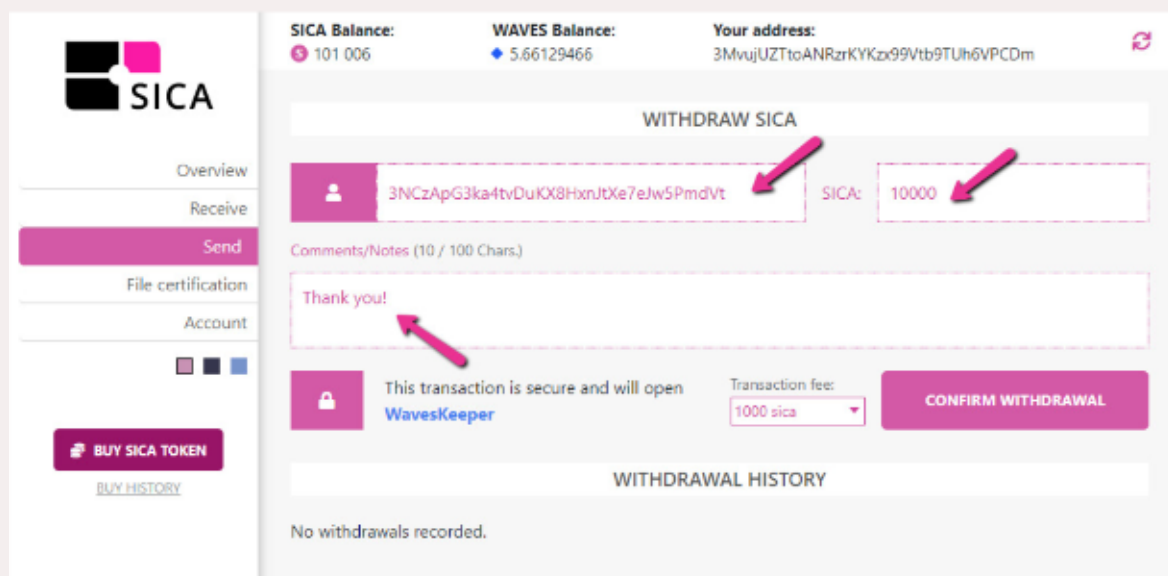 SICA
Overview
Receive
Send
File certification
Account
BUY SICA TOKEN
BUY HISTORY
SICA Balance: WAVES Balance: Your address:
S 101 006 5.66129466 3MvujUZTtoANRzrKYKzx99Vtb9TUh6VPCDm
WITHDRAW SICA
3NCzApG3ka4tvDuKX8HxnJtXe7eJw5PmdVt SICA: 10000
Comments/Notes (10 / 100 Chars.)
Thank you!
This transaction is secure and will open
WavesKeeper
Transaction fee:
1000 sica
CONFIRM WITHDRAWAL
WITHDRAWAL HISTORY
No withdrawals recorded.